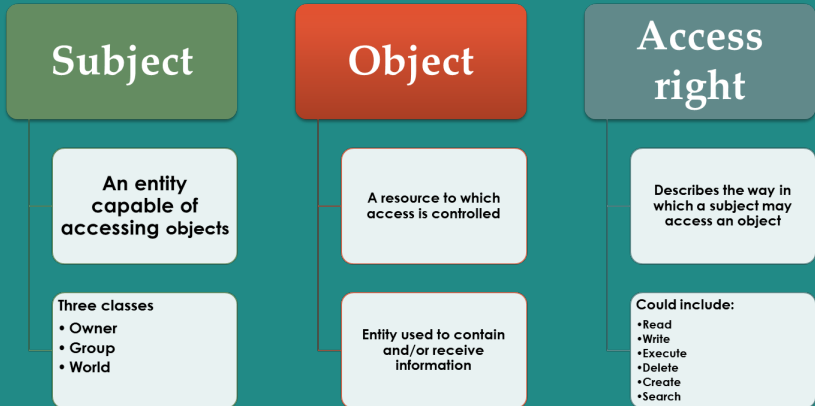 Subject
An entity
capable of
accessing objects
Three classes
• Owner
• Group
• World
Object
A resource to which
access is controlled
Entity used to contain
and/or receive
information
Access
right
Describes the way in
which a subject may
access an object
Could include:
•Read
•Write
•Execute
•Delete
•Create
•Search